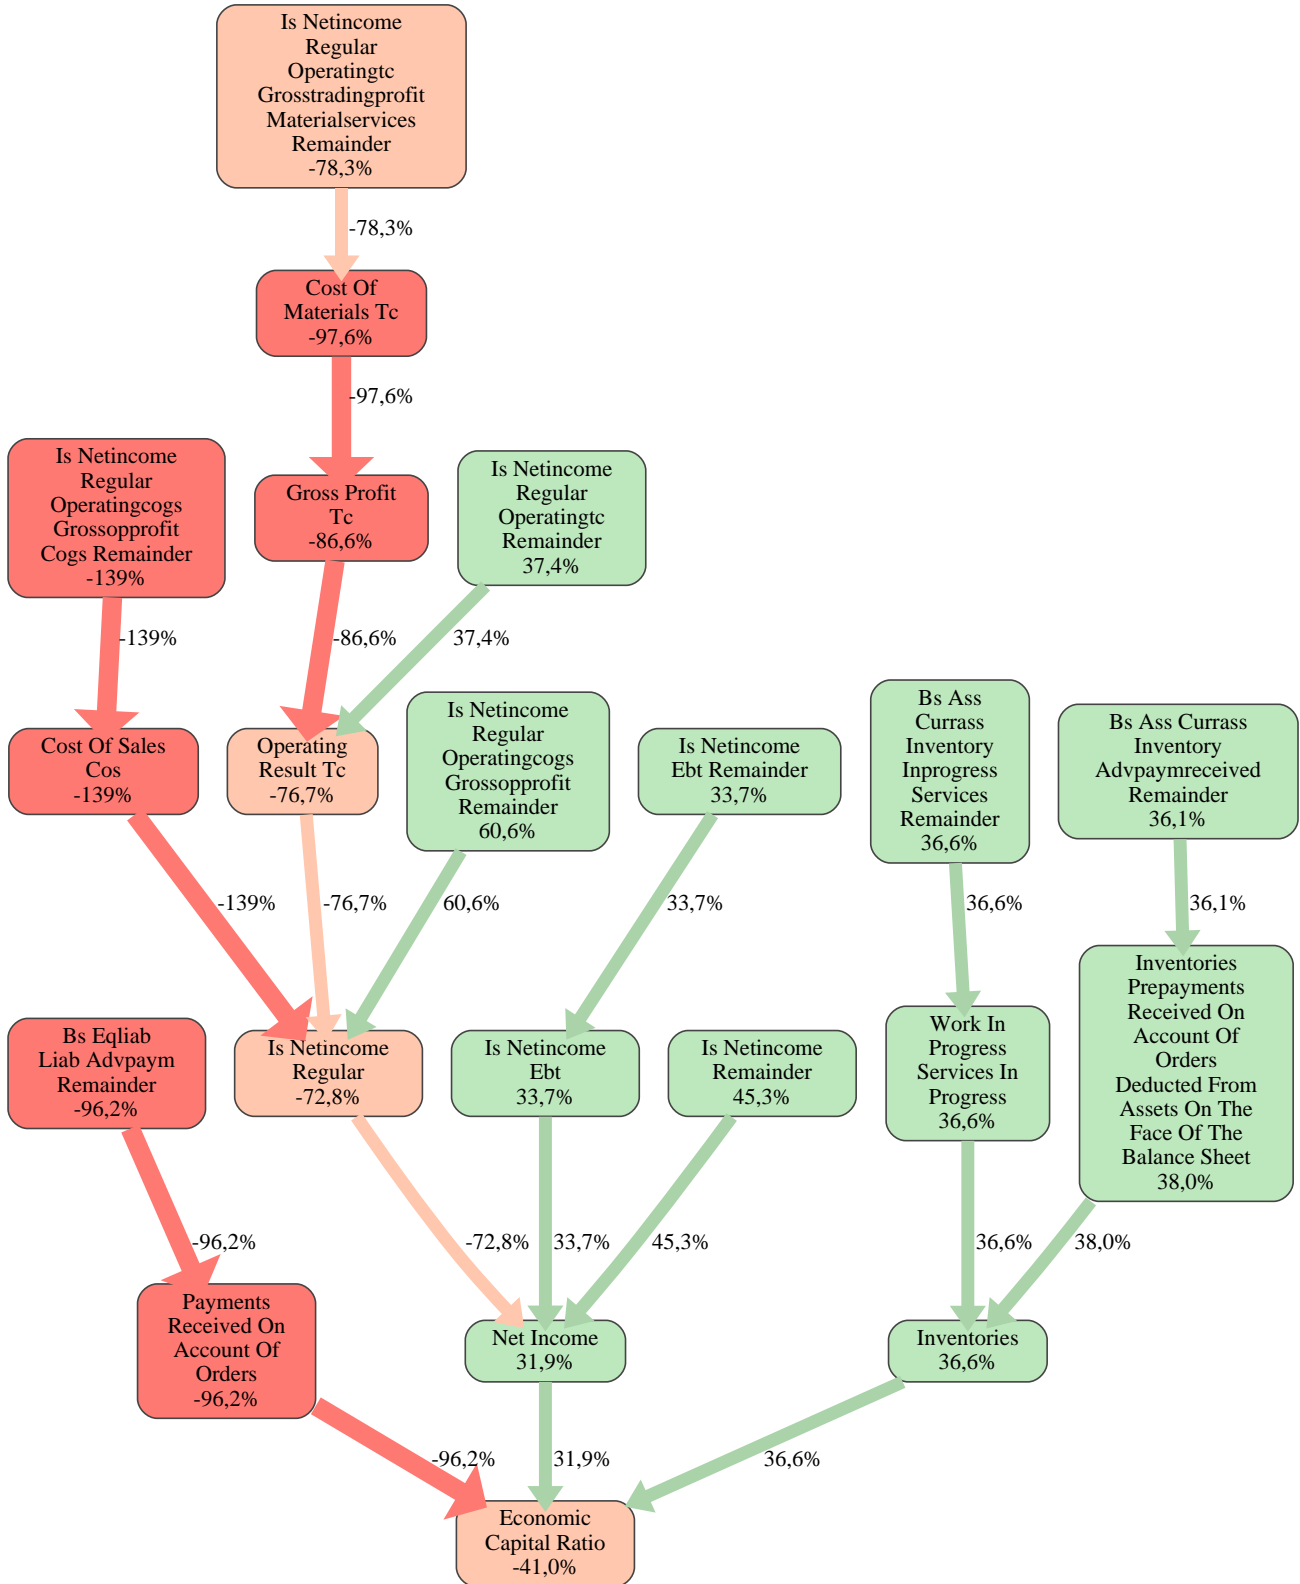 Is Netincome
Regular
Operatingtc
Grosstradingprofit
Materialservices
Remainder
-78,3%
-78,3%
Cost Of
Materials Tc
-97,6%
-97,6%
Is Netincome
Regular
Operatingcogs
Grossopprofit
Cogs Remainder
-139%
Gross Profit
Tc
-86,6%
Is Netincome
Regular
Operatingtc
Remainder
37,4%
-139%
-86,6%
37,4%
Cost Of Sales
Cos
-139%
Operating
Result Tc
-76,7%
Is Netincome
Regular
Operatingcogs
Grossopprofit
Remainder
60,6%
Is Netincome
Ebt Remainder
33,7%
Bs Ass
Currass
Inventory
Inprogress
Services
Remainder
36,6%
Bs Ass Currass
Inventory
Advpaymreceived
Remainder
36,1%
-139%
-76,7%
60,6%
33,7%
36,6%
36,1%
Bs Eqliab
Liab Advpaym
Remainder
-96,2%
Is Netincome
Regular
-72,8%
Is Netincome
Ebt
33,7%
Is Netincome
Remainder
45,3%
Work In
Progress
Services In
Progress
36,6%
Inventories
Prepayments
Received On
Account Of
Orders
Deducted From
Assets On The
Face Of The
Balance Sheet
38,0%
-96,2%
-72,8%
33,7%
45,3%
36,6%
38,0%
Payments
Received On
Account Of
Orders
-96,2%
Net Income
31,9%
Inventories
36,6%
-96,2%
31,9%
36,6%
Economic
Capital Ratio
-41,0%